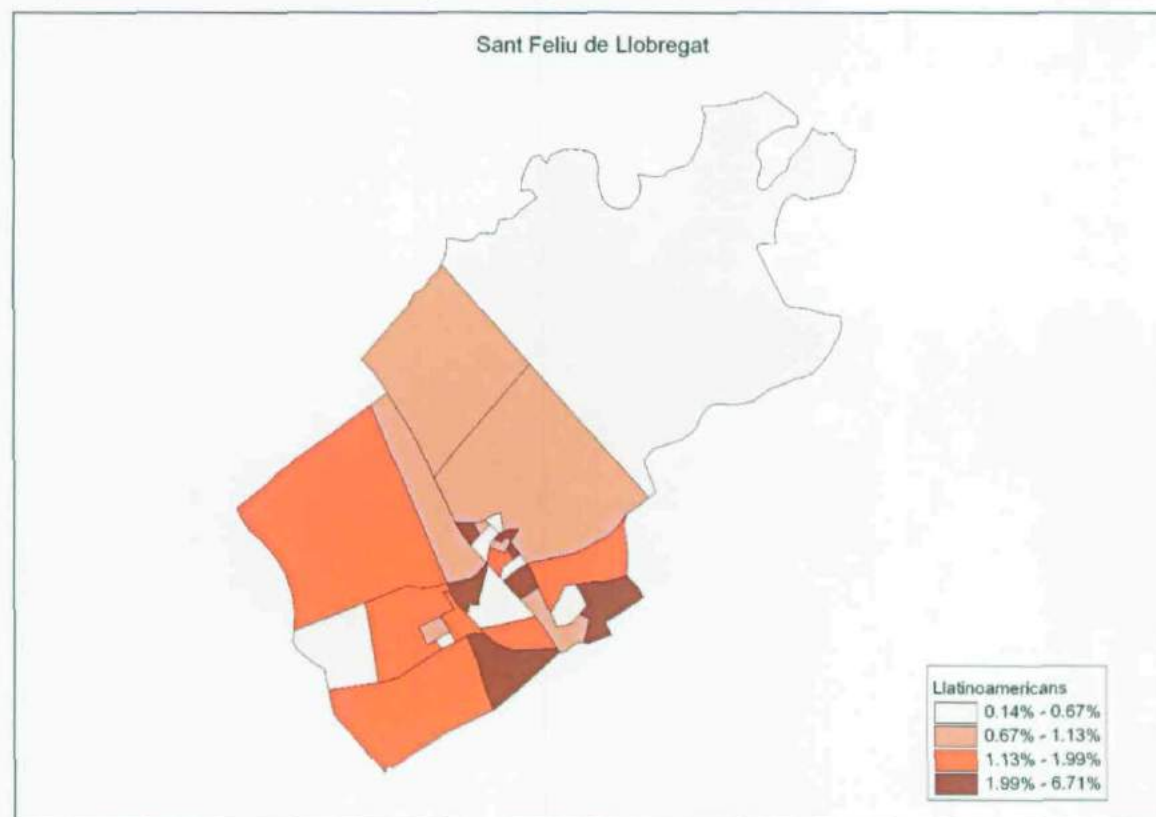 Sant Feliu de Llobregat
Llatinoamericans
0.14% - 0.67%
0.67% - 1.13%
1.13% - 1.99%
1.99% - 6.71%